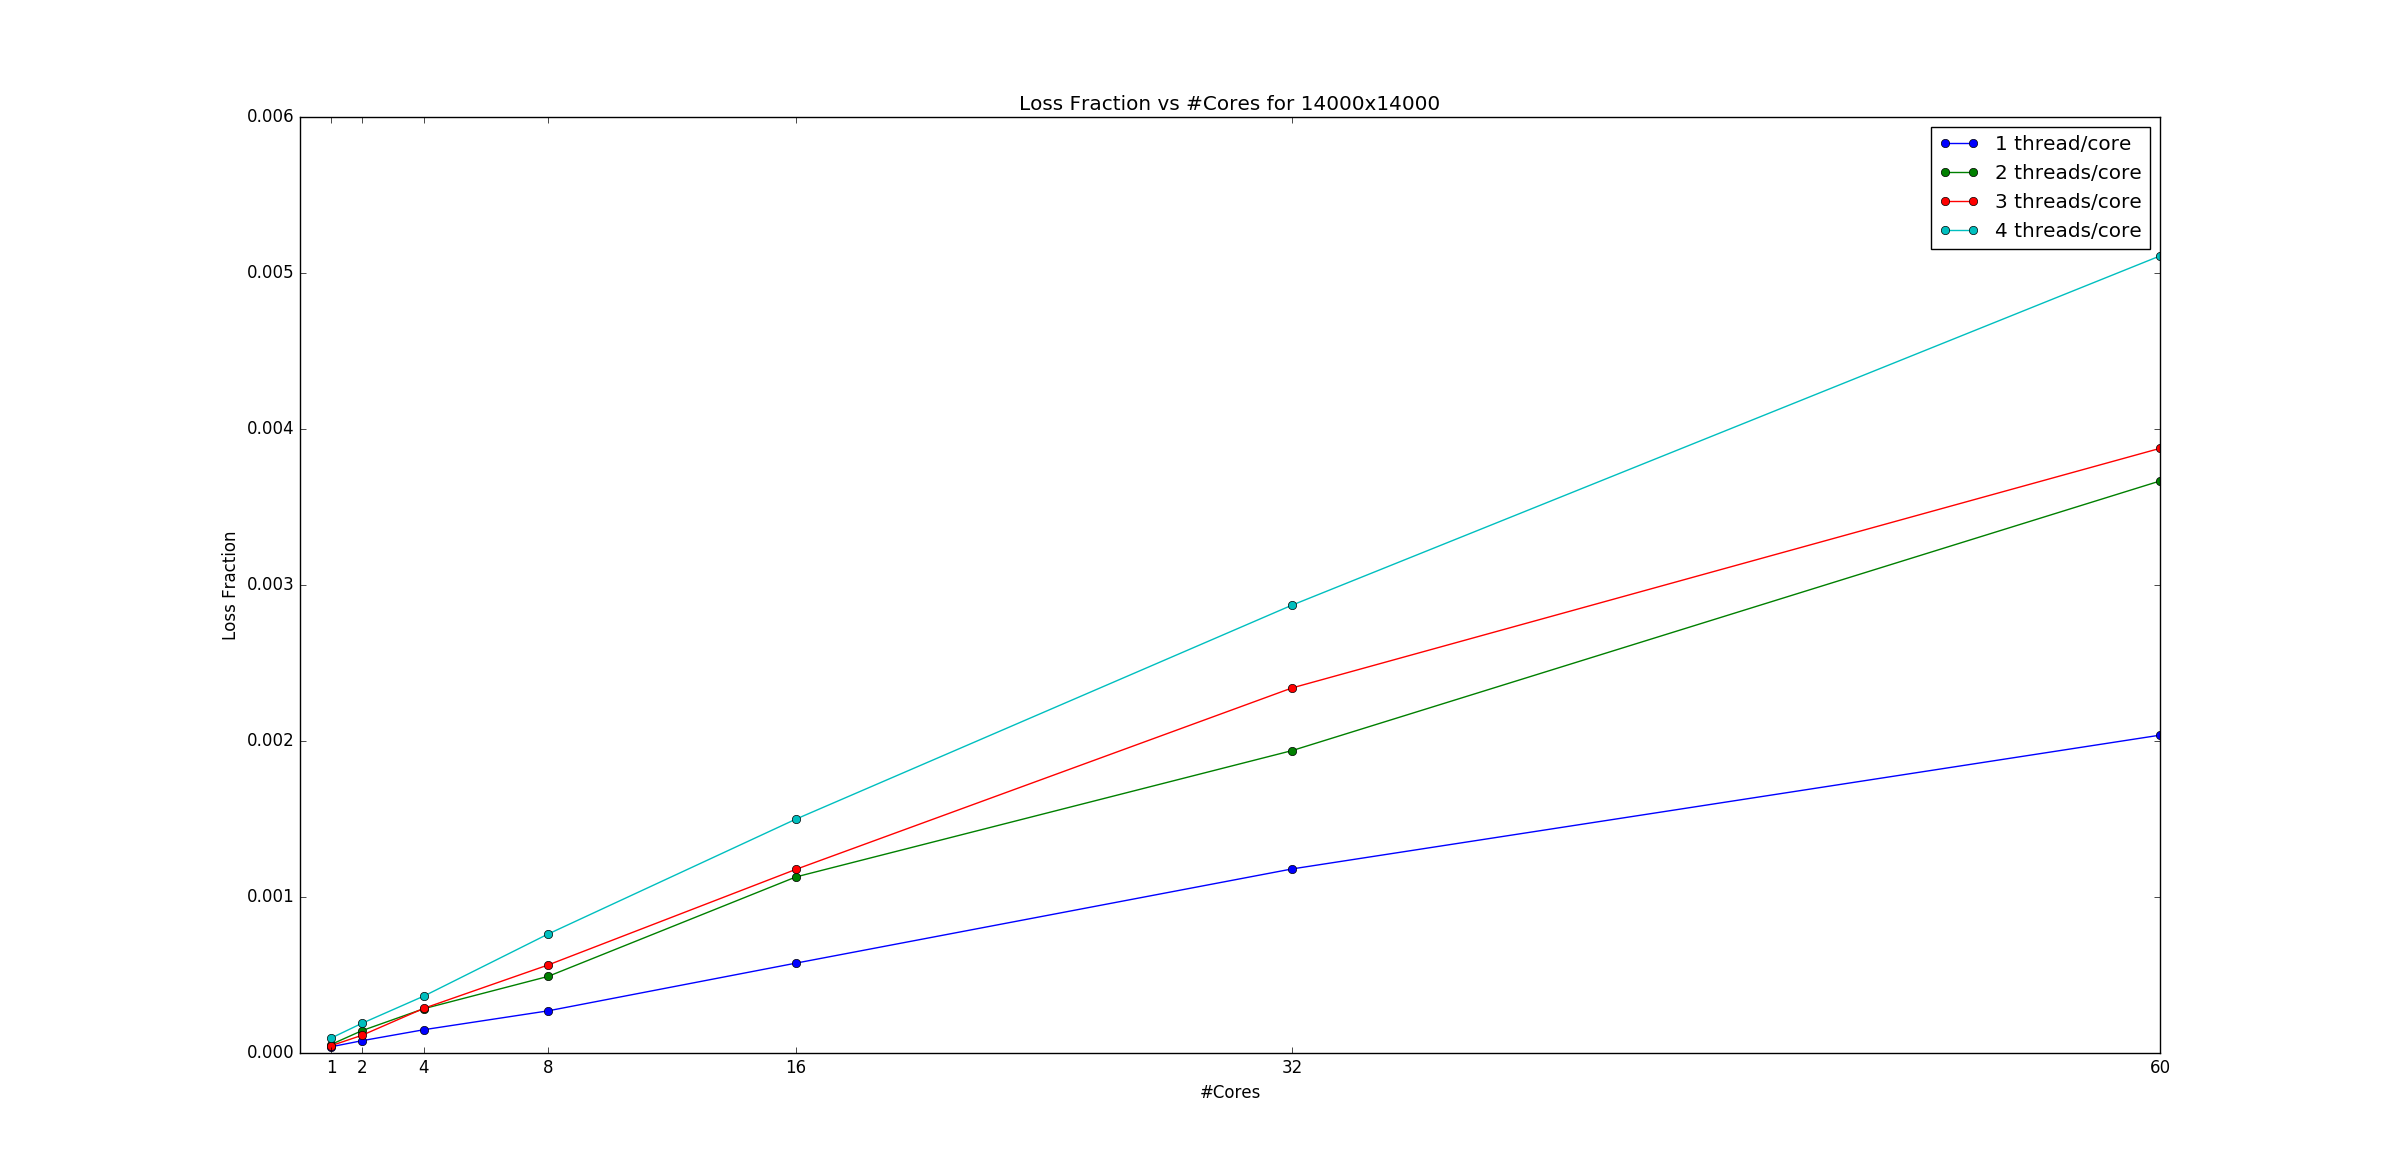 Loss Fraction vs #Cores for 14000x14000
0.006
0.005
0.004
0.003
0.002
0.001
0.000
Loss Fraction
1 thread/core
2 threads/core
3 threads/core
4 threads/core
1 2 4 8 16 32 60
#Cores